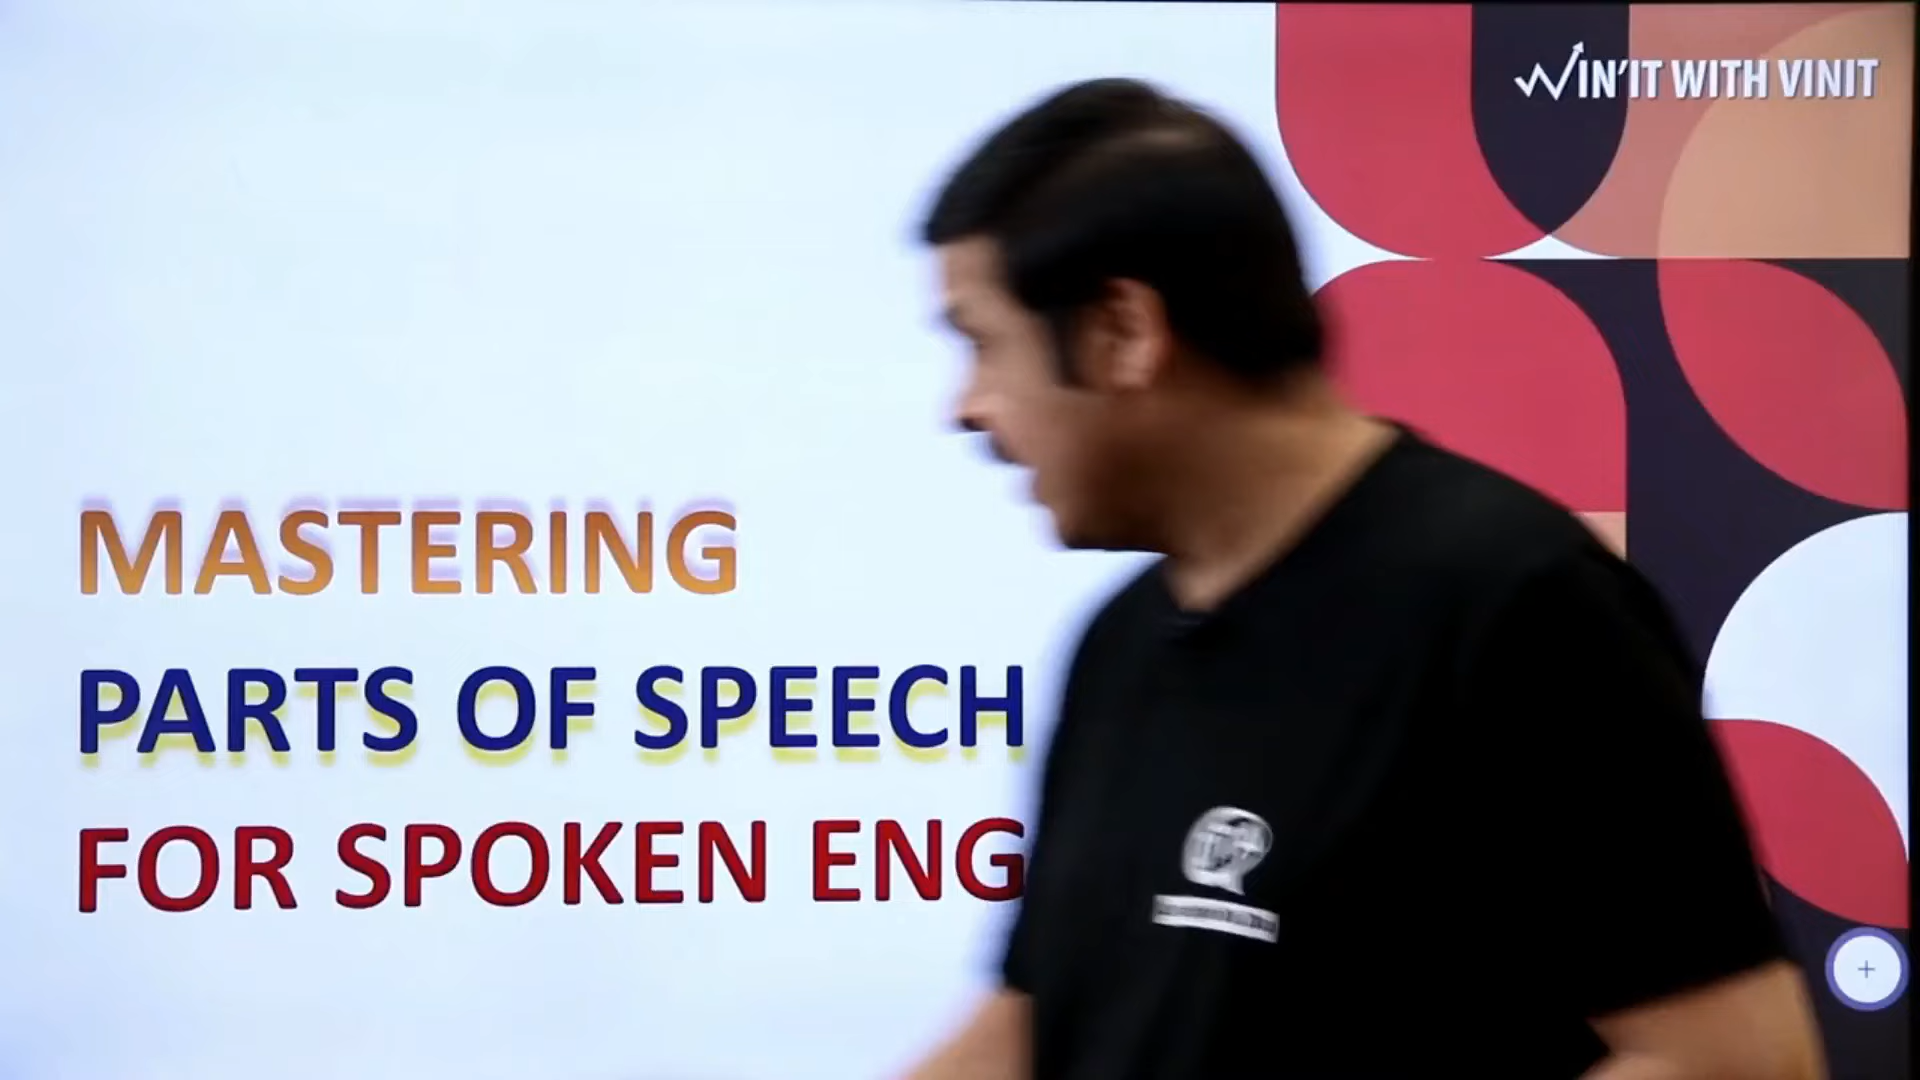 WIN'IT WITH VINIT
MASTERING
PARTS OF SPEECH
FOR SPOKEN ENG